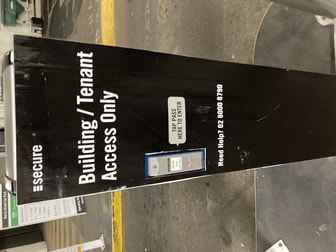 secure
Building / Tenant
Access Only
TAP PASS
HERE TO ENTER
Need Help? 02 8000 8790